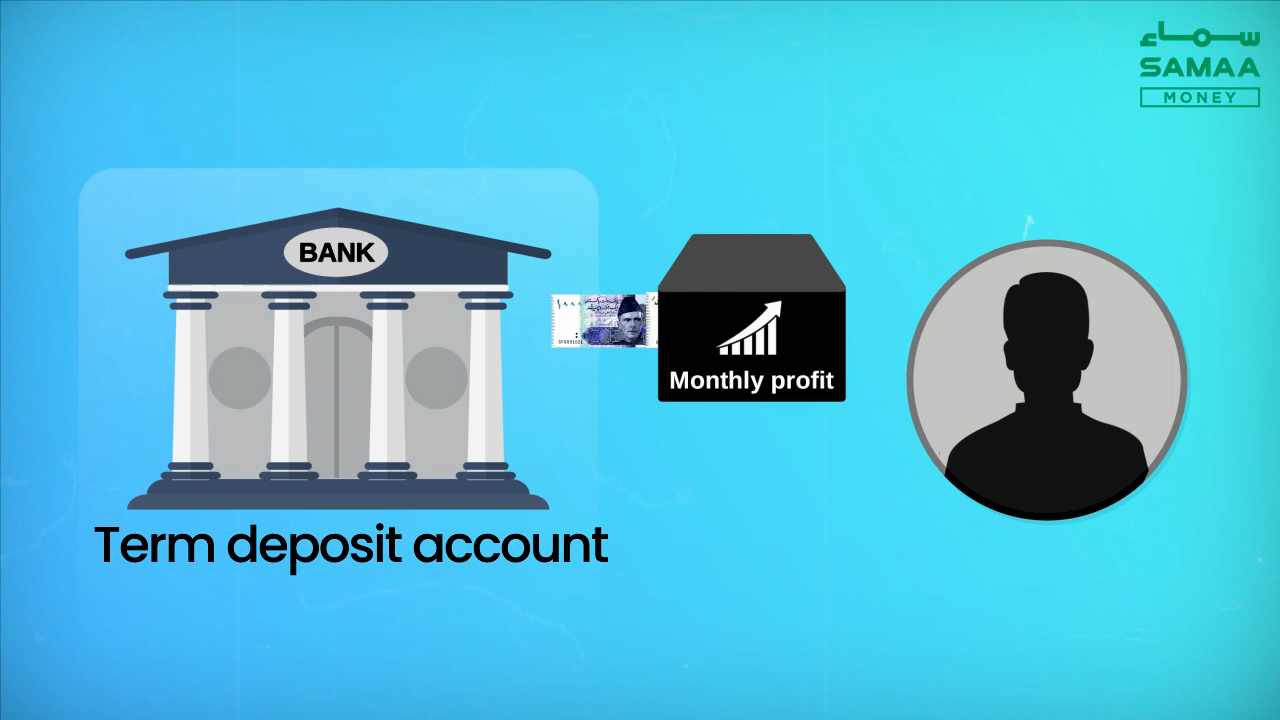 سماء
SAMAA
MONEY
BANK
Monthly profit
Term deposit account